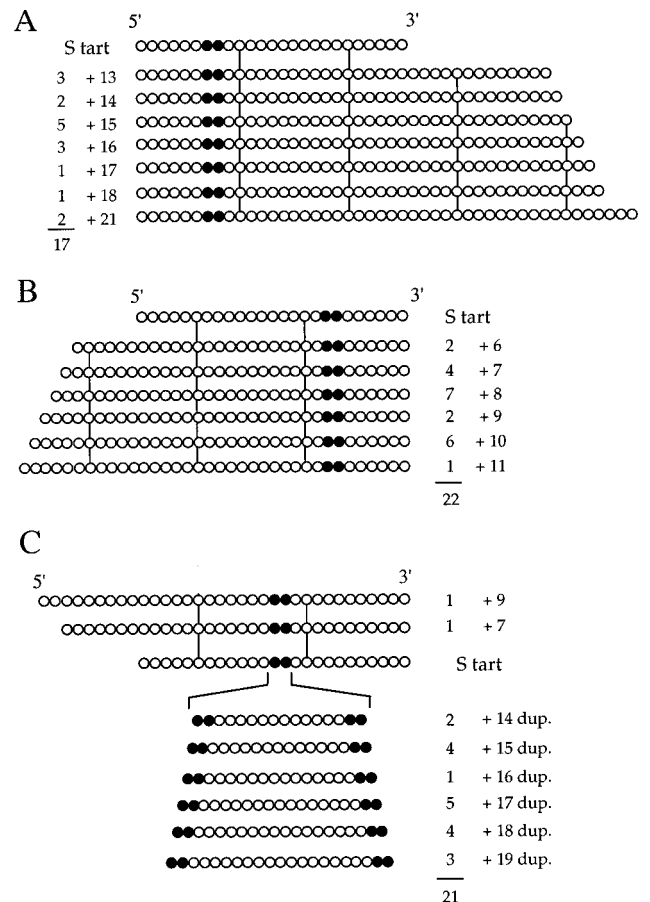 A
5' 3'
S tart
3 + 13
2 + 14
5 + 15
3 + 16
1 + 17
1 + 18
2 + 21
17
B
5' 3'
S tart
2 + 6
4 + 7
7 + 8
2 + 9
6 + 10
1 + 11
22
C
5' 3'
1 + 9
1 + 7
S tart
2 + 14 dup.
4 + 15 dup.
1 + 16 dup.
5 + 17 dup.
4 + 18 dup.
3 + 19 dup.
21